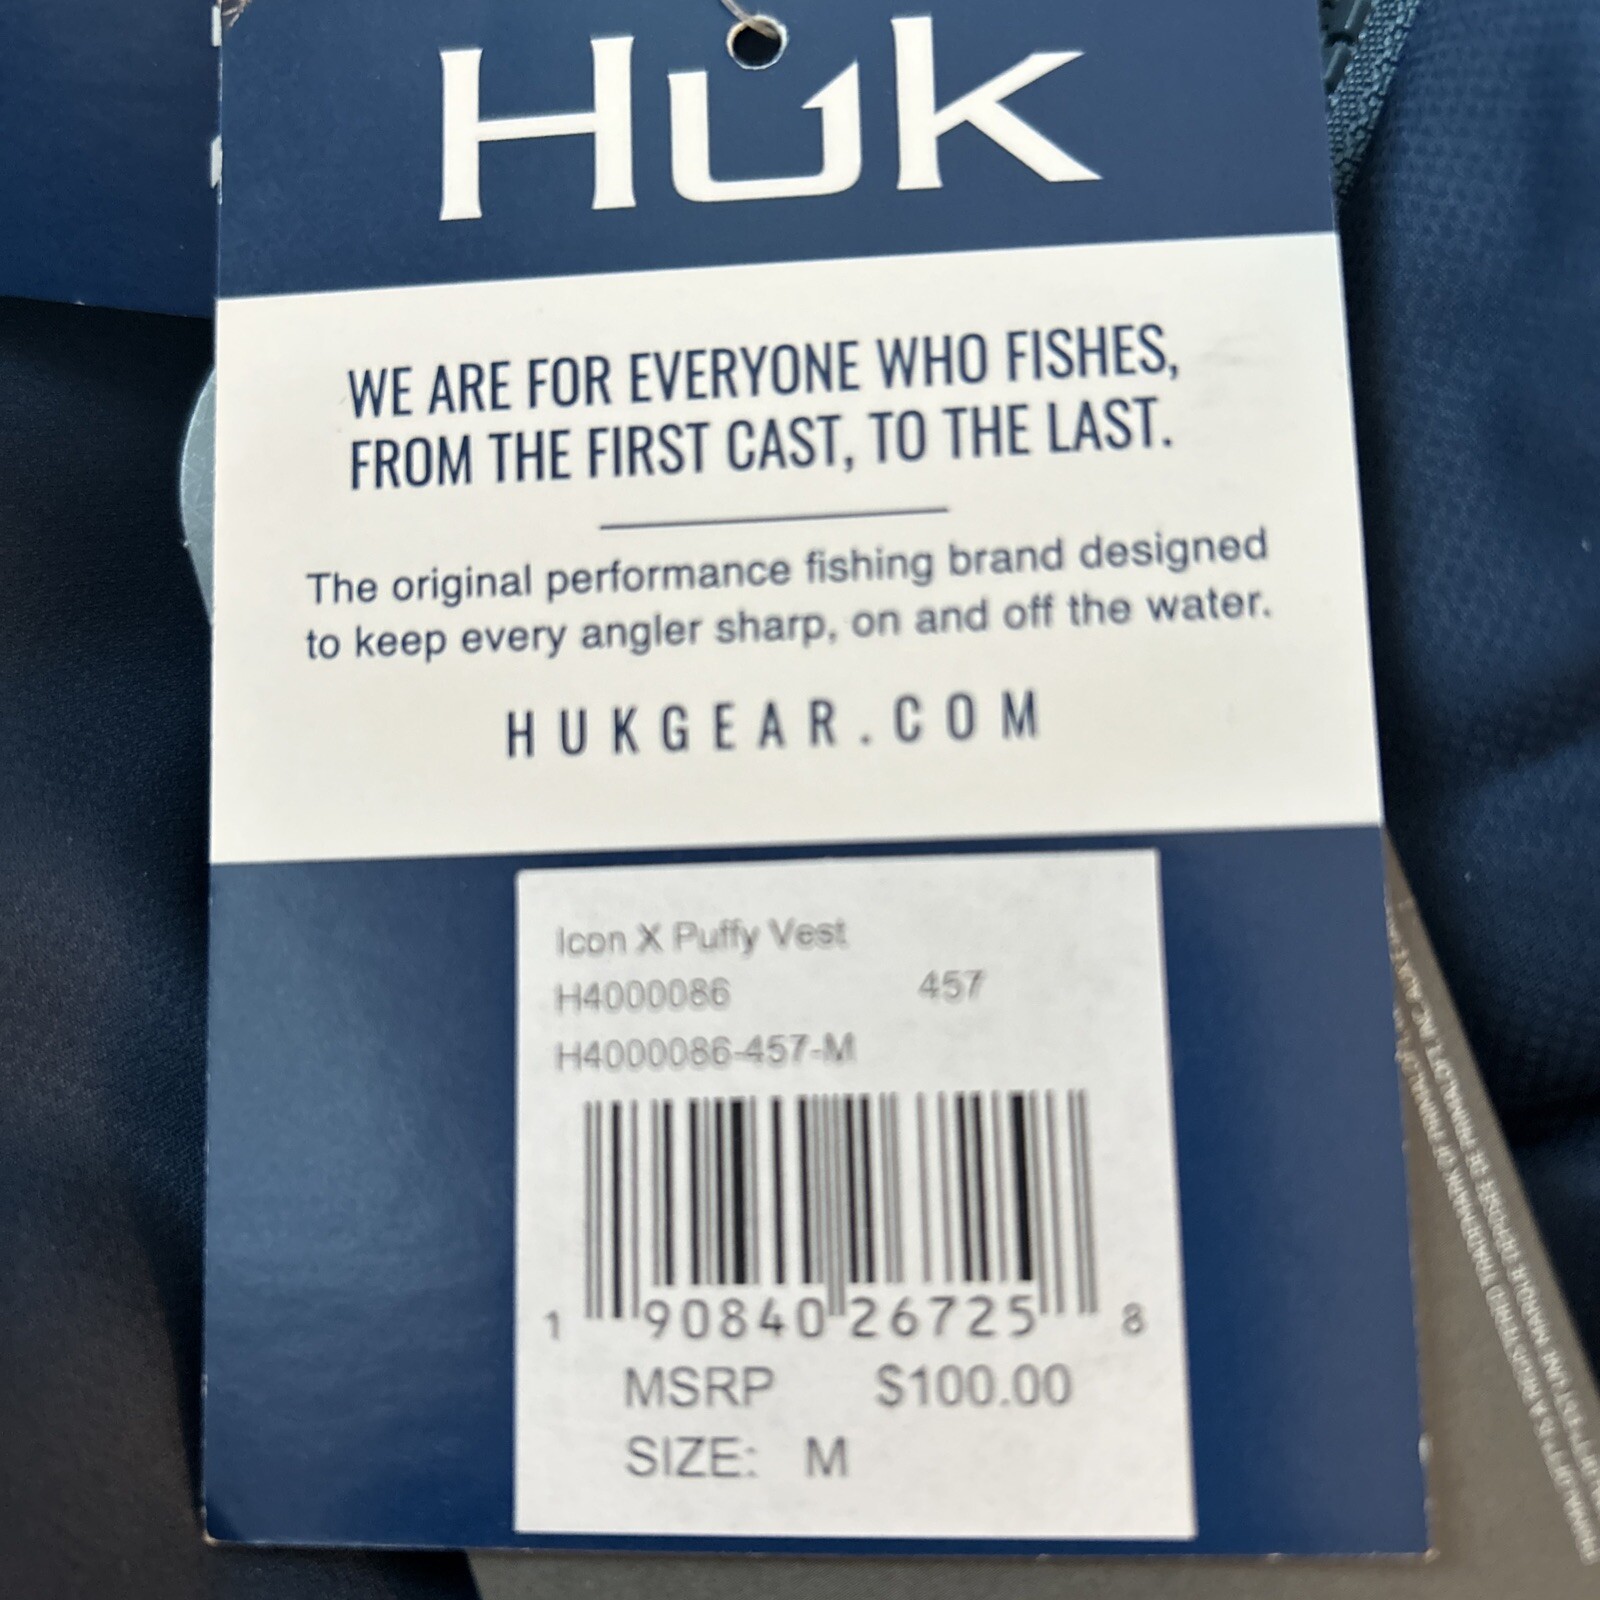 HUK
WE ARE FOR EVERYONE WHO FISHES,
FROM THE FIRST CAST, TO THE LAST.
The original performance fishing brand designed
to keep every angler sharp, on and off the water.
HUKGEAR.COM
Icon X Puffy Vest
H4000086 457
H4000086-457-M
1 90840 26725 8
MSRP $100.00
SIZE: M